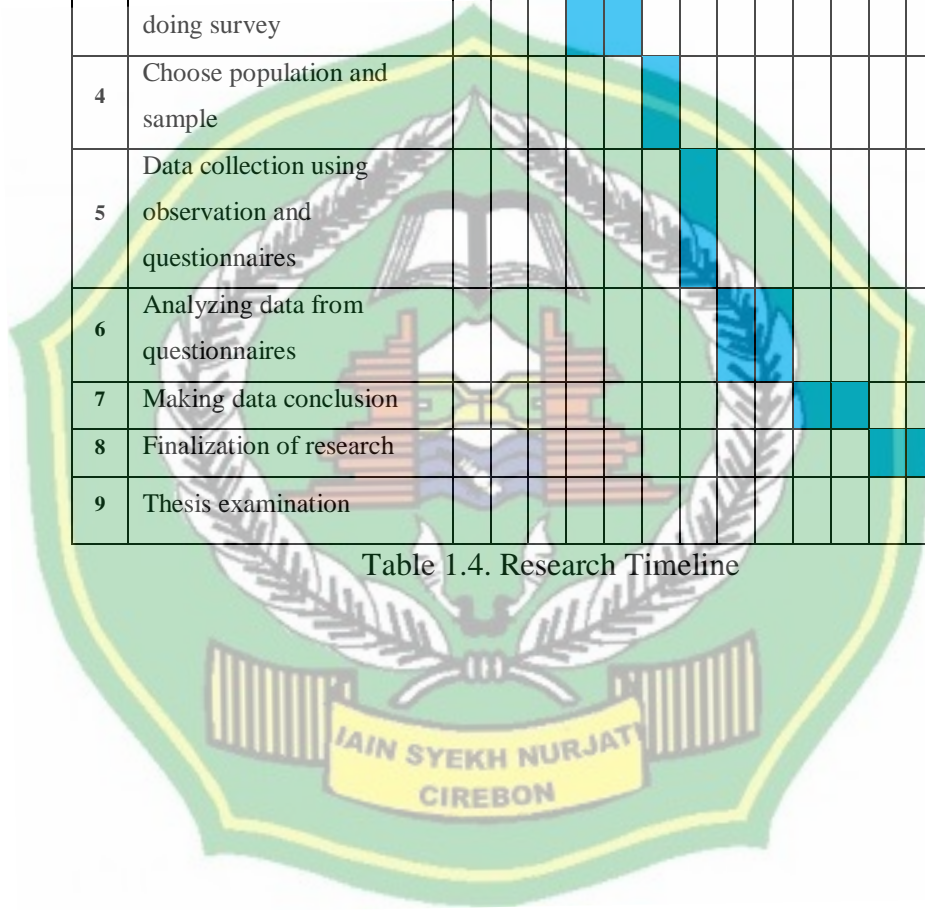 doing survey
4
Choose population and
sample
5
Data collection using
observation and
questionnaires
6
Analyzing data from
questionnaires
7 Making data conclusion
8 Finalization of research
9 Thesis examination
Table 1.4. Research Timeline
IAIN SYEKH NURJATI
CIREBON